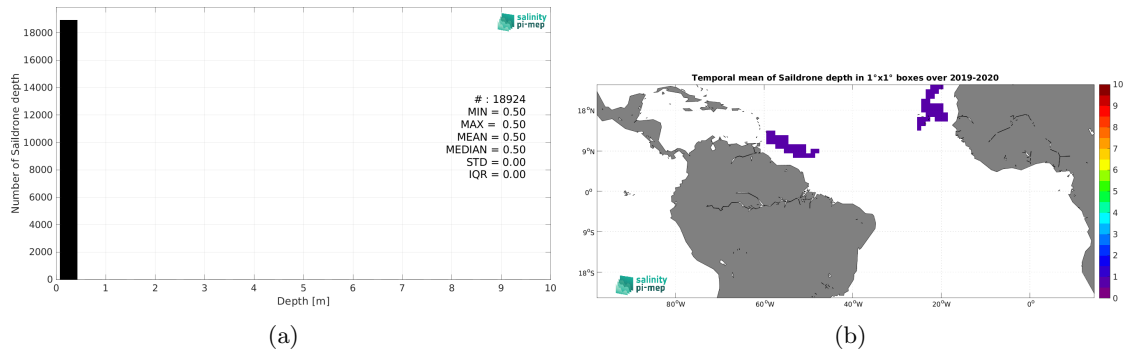 Number of Saildrone depth
18000
16000
14000
12000
10000
8000
6000
4000
2000
0
salinity
pi-mep
# : 18924
MIN = 0.50
MAX = 0.50
MEAN = 0.50
MEDIAN = 0.50
STD = 0.00
IQR = 0.00
0 1 2 3 4 5 6 7 8 9 10
Depth [m]
(a)
Temporal mean of Saildrone depth in 1°x1° boxes over 2019-2020
18°N
9°N
0°
9°S
18°S
salinity
pi-mep
80°W 60°W 40°W 20°W 0°
10
9
8
7
6
5
4
3
2
1
0
(b)